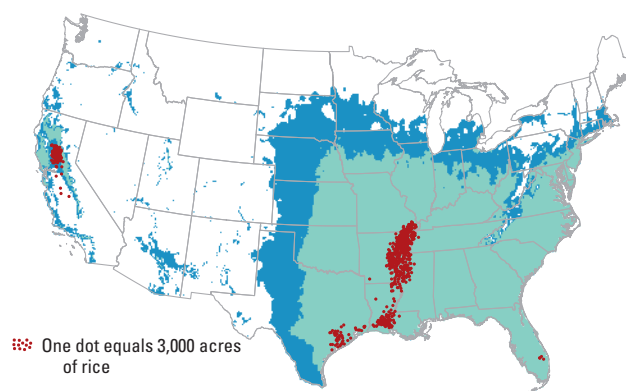 One dot equals 3,000 acres
of rice